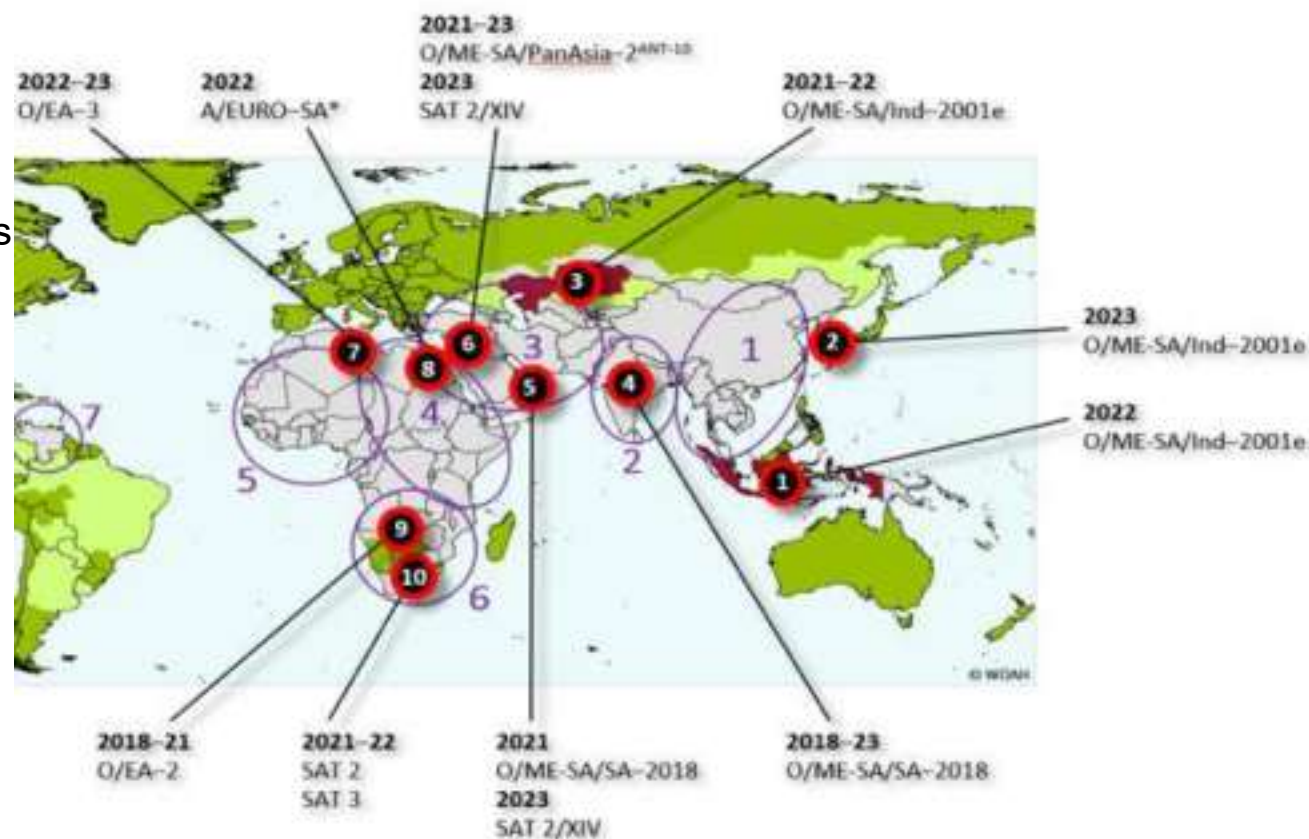 2021–23
O/ME-SA/PanAsia–2ANT-10
2022–23
O/EA–3
2022
A/EURO–SA*
2023
SAT 2/XIV
2021–22
O/ME-SA/Ind–2001e
s
3
7
6
8
3
5
4
1
2
2023
O/ME-SA/Ind–2001e
7
5
4
2
1
2022
O/ME-SA/Ind–2001e
9
10
6
© WOAH
2018–21
O/EA–2
2021–22
SAT 2
SAT 3
2021
O/ME-SA/SA–2018
2023
SAT 2/XIV
2018–23
O/ME-SA/SA–2018